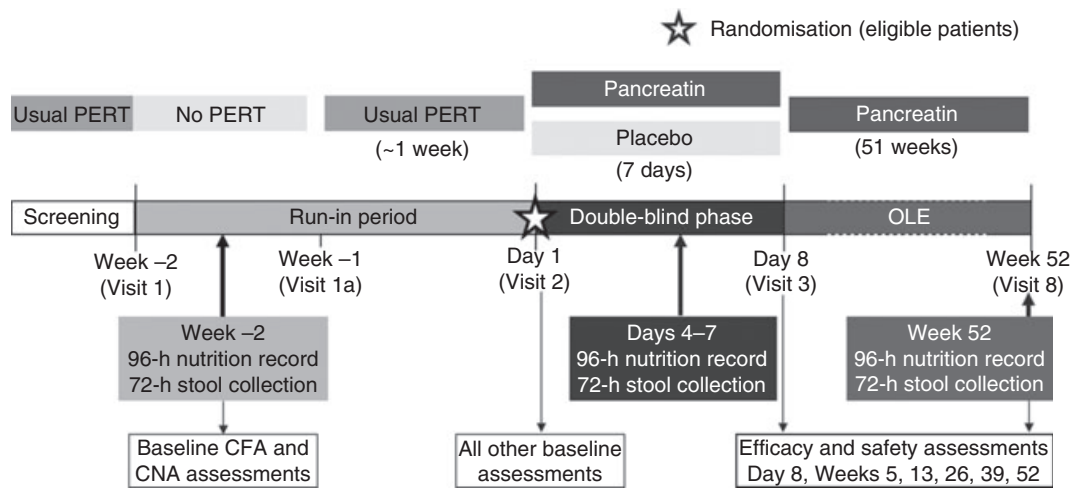 Randomisation (eligible patients)
Usual PERT
No PERT
Usual PERT
(~1 week)
Pancreatin
Placebo
(7 days)
Pancreatin
(51 weeks)
Screening
Run-in period
Double-blind phase
OLE
Week –2
(Visit 1)
Week –1
(Visit 1a)
Day 1
(Visit 2)
Day 8
(Visit 3)
Week 52
(Visit 8)
Week –2
96-h nutrition record
72-h stool collection
Days 4–7
96-h nutrition record
72-h stool collection
Week 52
96-h nutrition record
72-h stool collection
Baseline CFA and
CNA assessments
All other baseline
assessments
Efficacy and safety assessments
Day 8, Weeks 5, 13, 26, 39, 52